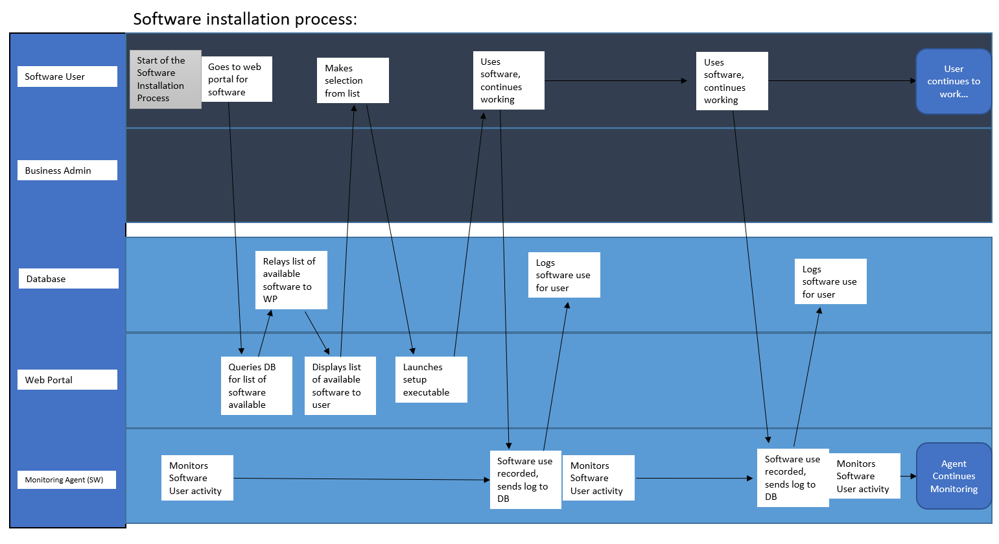 Software installation process:
Software User
Start of the
Software
Installation
Process
Goes to web
portal for
software
Makes
selection
from list
Uses
software,
continues
working
Uses
software,
continues
working
User
continues to
work...
Business Admin
Database
Relays list of
available
software to
WP
Logs
software use
for user
Logs
software use
for user
Web Portal
Queries DB
for list of
software
available
Displays list
of available
software to
user
Launches
setup
executable
Monitoring Agent (SW)
Monitors
Software
User activity
Software use
recorded,
sends log to
DB
Monitors
Software
User activity
Software use
recorded,
sends log to
DB
Monitors
Software
User activity
Agent
Continues
Monitoring